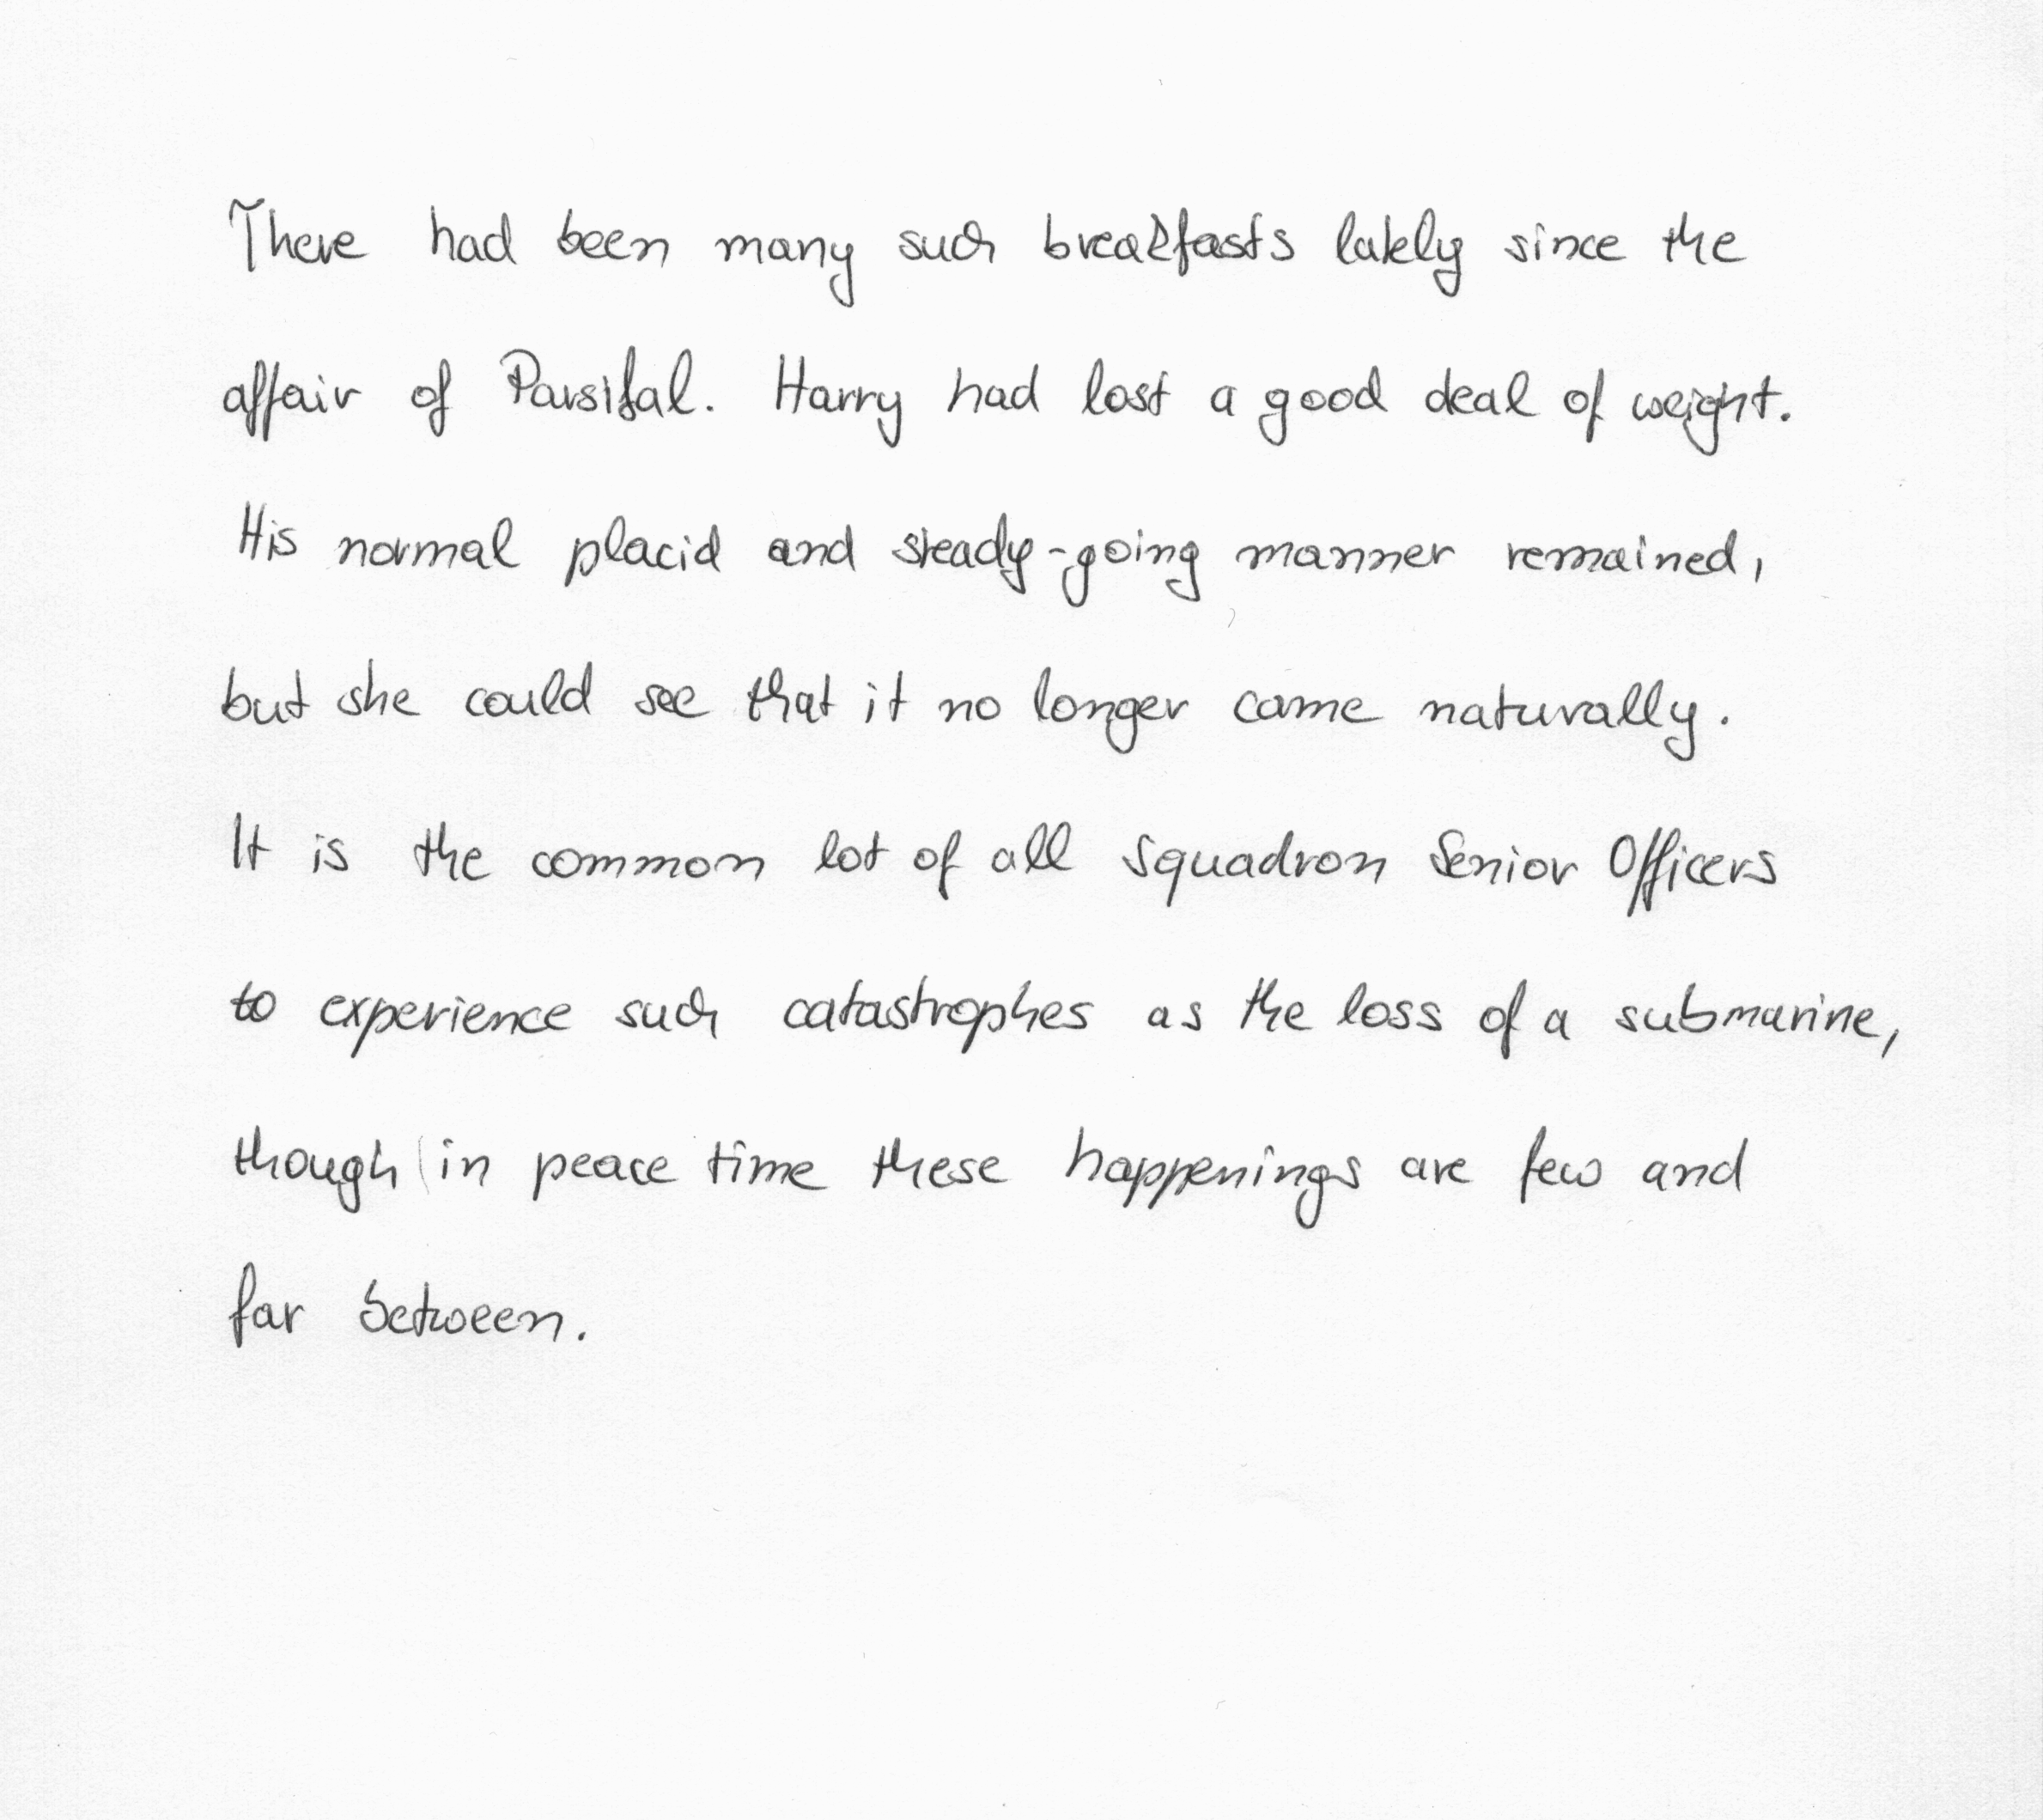 There had been many such breakfasts lately since the
affair of Parsifal. Harry had lost a good deal of weight.
His normal placid and steady-going manner remained,
but she could see that it no longer came naturally.
It is the common lot of all Squadron Senior Officers
to experience such catastrophes as the loss of a submarine,
though in peace time these happenings are few and
far between.